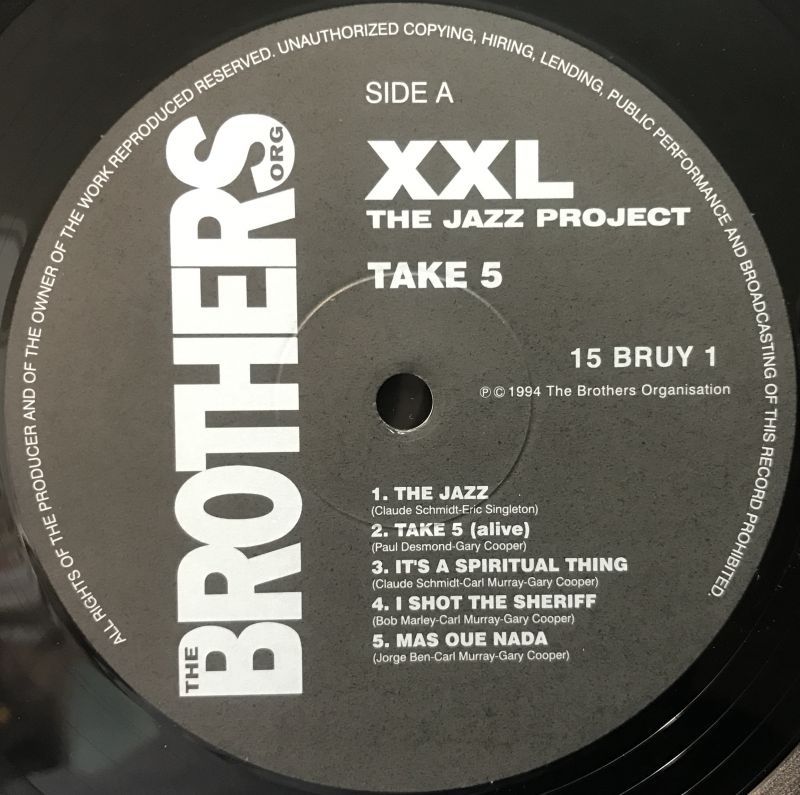 ALL RIGHTS OF THE PRODUCER AND OF THE OWNER OF THE WORK REPRODUCED RESERVED. UNAUTHORIZED COPYING, HIRING, LENDING, PUBLIC PERFORMANCE AND BROADCASTING OF THIS RECORD PROHIBITED.
THE BROTHERS.ORG
SIDE A
XXL
THE JAZZ PROJECT
TAKE 5
15 BRUY 1
℗ © 1994 The Brothers Organisation
1. THE JAZZ
(Claude Schmidt-Eric Singleton)
2. TAKE 5 (alive)
(Paul Desmond-Gary Cooper)
3. IT'S A SPIRITUAL THING
(Claude Schmidt-Carl Murray-Gary Cooper)
4. I SHOT THE SHERIFF
(Bob Marley-Carl Murray-Gary Cooper)
5. MAS QUE NADA
(Jorge Ben-Carl Murray-Gary Cooper)